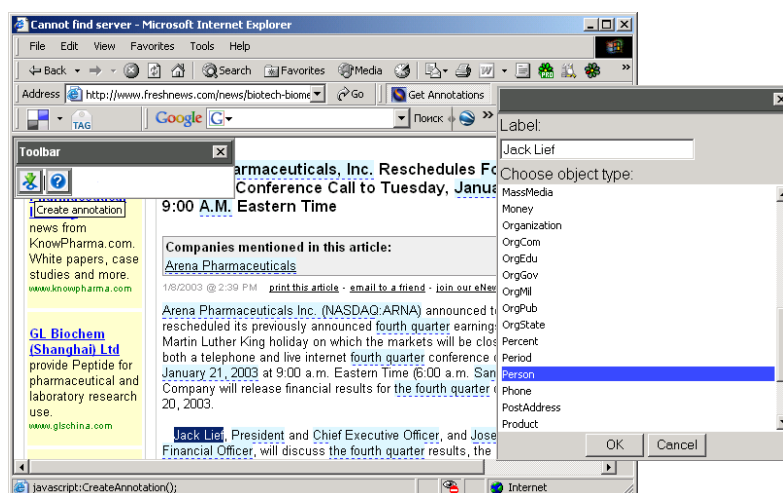 Cannot find server - Microsoft Internet Explorer
File Edit View Favorites Tools Help
Back Search Favorites Media
Address http://www.freshnews.com/news/biotech-biome Go Get Annotations
TAG Google G Поиск
Toolbar
Create annotation
news from
KnowPharma.com.
White papers, case
studies and more.
www.knowpharma.com
GL Biochem
(Shanghai) Ltd
provide Peptide for
pharmaceutical and
laboratory research
use.
www.glschina.com
armaceuticals, Inc. Reschedules Fo
Conference Call to Tuesday, Janua
9:00 A.M. Eastern Time
Companies mentioned in this article:
Arena Pharmaceuticals
1/8/2003 @ 2:39 PM print this article - email to a friend - join our eNew
Arena Pharmaceuticals Inc. (NASDAQ:ARNA) announced t
rescheduled its previously announced fourth quarter earning
Martin Luther King holiday on which the markets will be clos
both a telephone and live internet fourth quarter conference
January 21, 2003 at 9:00 a.m. Eastern Time (6:00 a.m. San
Company will release financial results for the fourth quarter
20, 2003.
Jack Lief, President and Chief Executive Officer, and Jose
Financial Officer, will discuss the fourth quarter results, the
javascript:CreateAnnotation();
Internet
Label:
Jack Lief
Choose object type:
MassMedia
Money
Organization
OrgCom
OrgEdu
OrgGov
OrgMil
OrgPub
OrgState
Percent
Period
Person
Phone
PostAddress
Product
OK Cancel